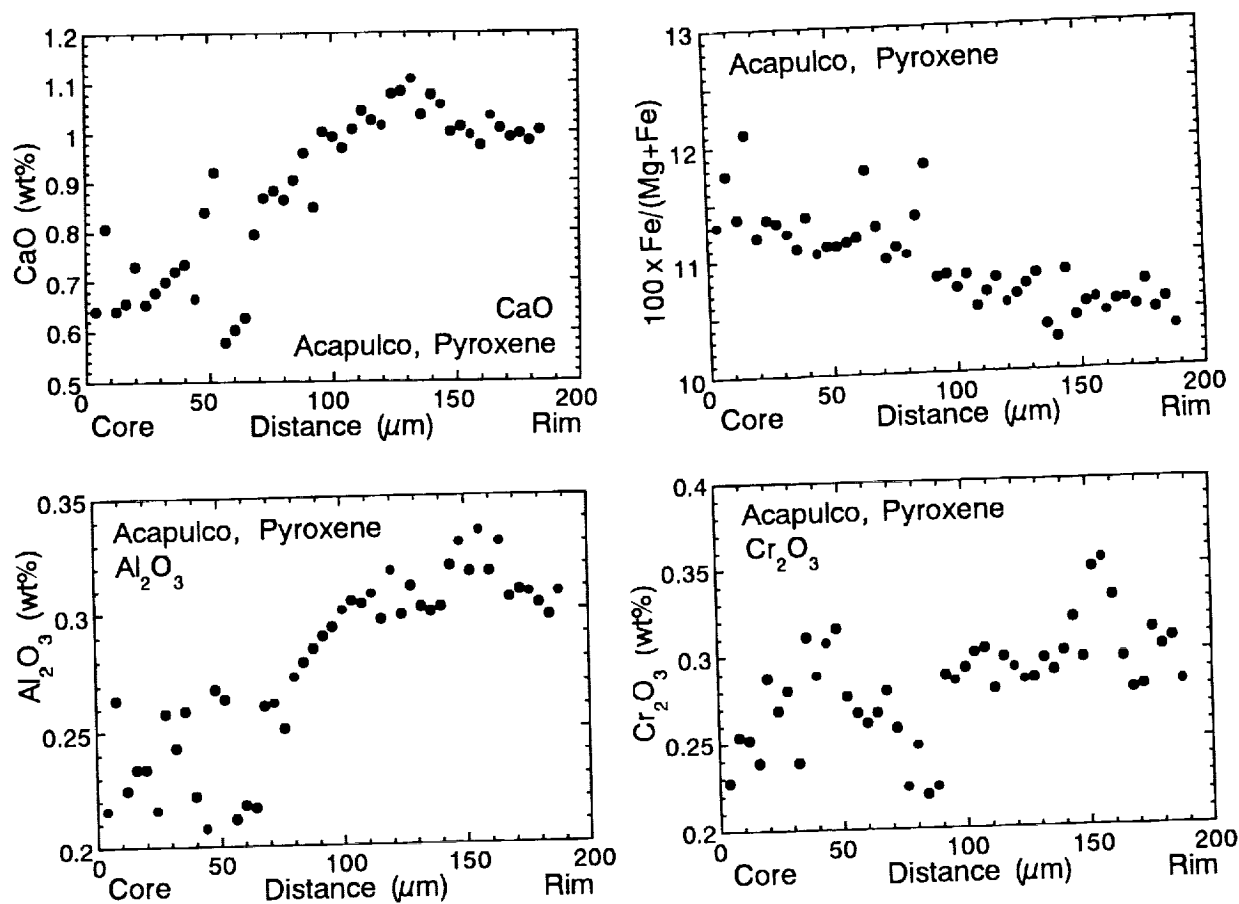 1.2
1.1
1
0.9
0.8
0.7
0.6
0.5
CaO (wt%)
CaO
Acapulco, Pyroxene
0 50 100 150 200
Core Distance (μm) Rim
13
12
11
10
100 x Fe/(Mg+Fe)
Acapulco, Pyroxene
0 50 100 150 200
Core Distance (μm) Rim
0.35
0.3
0.25
0.2
Al₂O₃ (wt%)
Acapulco, Pyroxene
Al₂O₃
0 50 100 150 200
Core Distance (μm) Rim
0.4
0.35
0.3
0.25
0.2
Cr₂O₃ (wt%)
Acapulco, Pyroxene
Cr₂O₃
0 50 100 150 200
Core Distance (μm) Rim